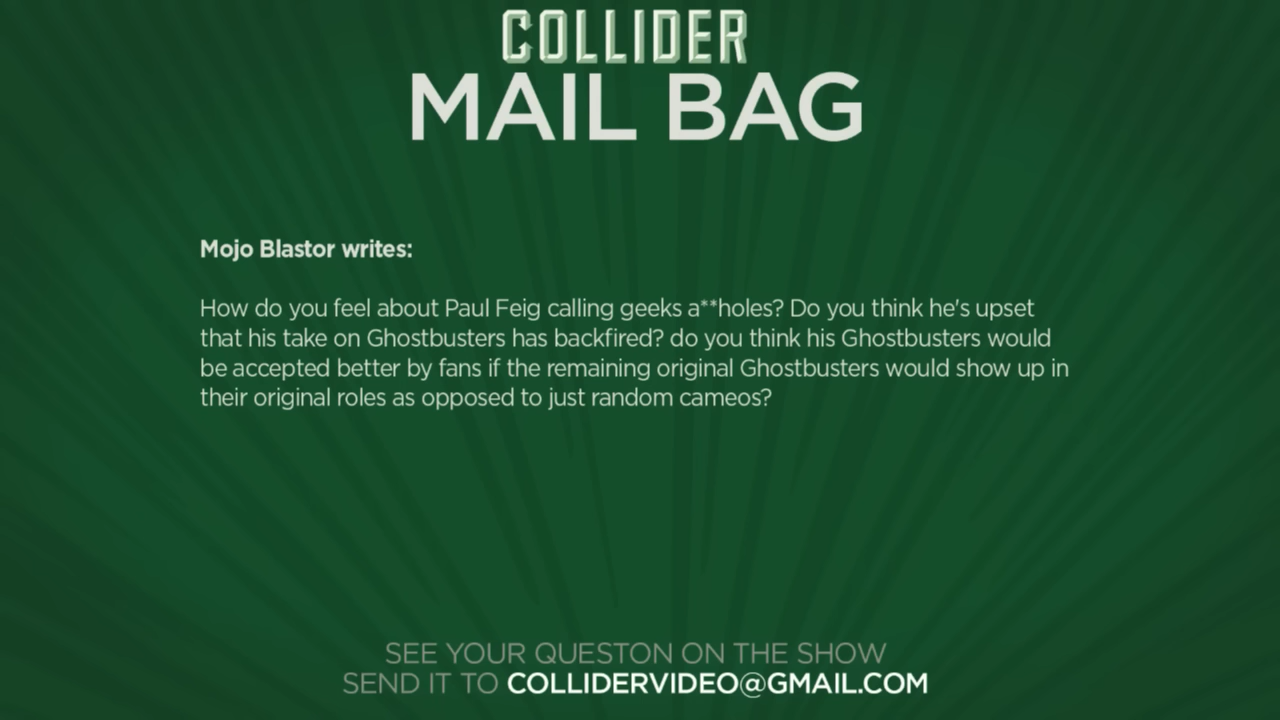 COLLIDER
MAIL BAG
Mojo Blastor writes:
How do you feel about Paul Feig calling geeks a**holes? Do you think he's upset
that his take on Ghostbusters has backfired? do you think his Ghostbusters would
be accepted better by fans if the remaining original Ghostbusters would show up in
their original roles as opposed to just random cameos?
SEE YOUR QUESTON ON THE SHOW
SEND IT TO COLLIDERVIDEO@GMAIL.COM